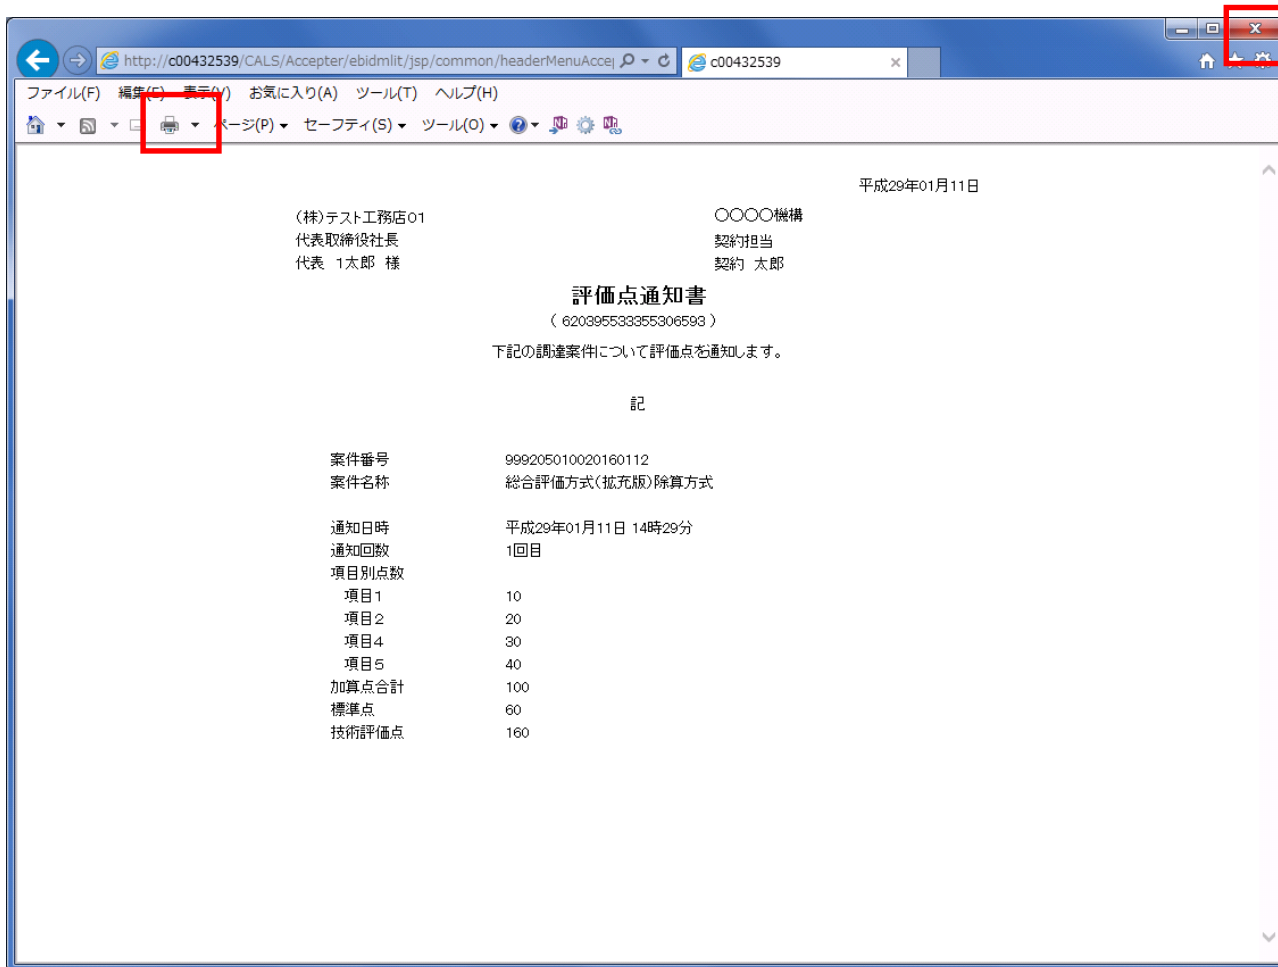 http://c00432539/CALS/Accepter/ebidmlit/jsp/common/headerMenuAccep
c00432539
ファイル(F) 編集(E) 表示(V) お気に入り(A) ツール(T) ヘルプ(H)
ページ(P) セーフティ(S) ツール(O)
平成29年01月11日
(株)テスト工務店01
〇〇〇〇機構
代表取締役社長
契約担当
代表 1太郎 様
契約 太郎
評価点通知書
( 620395533355306593 )
下記の調達案件について評価点を通知します。
記
案件番号 999205010020160112
案件名称 総合評価方式(拡充版)除算方式
通知日時 平成29年01月11日 14時29分
通知回数 1回目
項目別点数
項目1 10
項目2 20
項目4 30
項目5 40
加算点合計 100
標準点 60
技術評価点 160